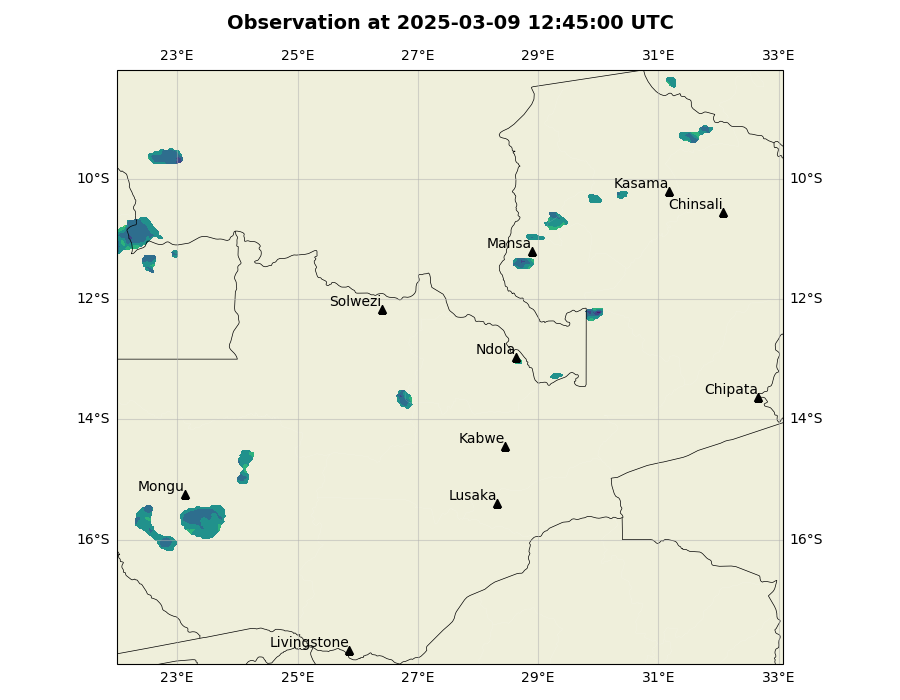 Observation at 2025-03-09 12:45:00 UTC
23°E 25°E 27°E 29°E 31°E 33°E
10°S 10°S
Kasama
Chinsali
Mansa
12°S 12°S
Solwezi
Ndola
Chipata
14°S 14°S
Kabwe
Mongu
Lusaka
16°S 16°S
Livingstone
23°E 25°E 27°E 29°E 31°E 33°E